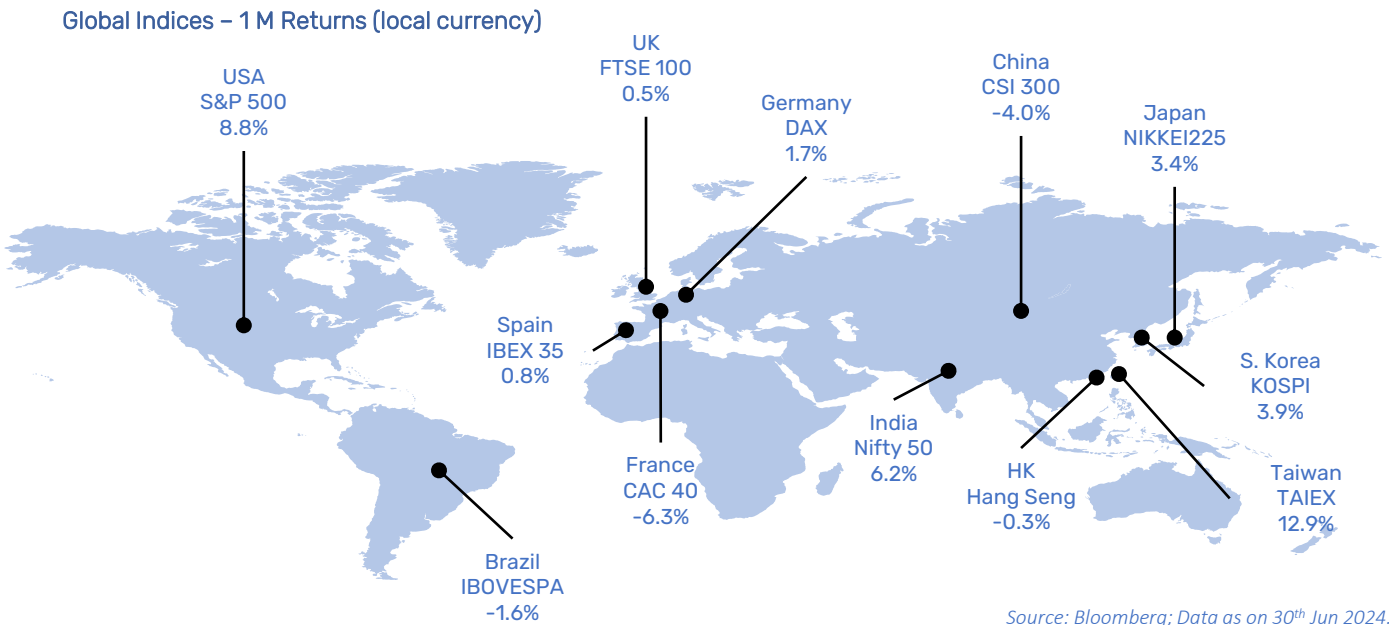 Global Indices – 1 M Returns (local currency)
UK
FTSE 100
0.5%
USA
S&P 500
8.8%
Germany
DAX
1.7%
China
CSI 300
-4.0%
Japan
NIKKEI225
3.4%
Spain
IBEX 35
0.8%
S. Korea
KOSPI
3.9%
India
Nifty 50
6.2%
France
CAC 40
-6.3%
HK
Hang Seng
-0.3%
Taiwan
TAIEX
12.9%
Brazil
IBOVESPA
-1.6%
Source: Bloomberg; Data as on 30th Jun 2024.